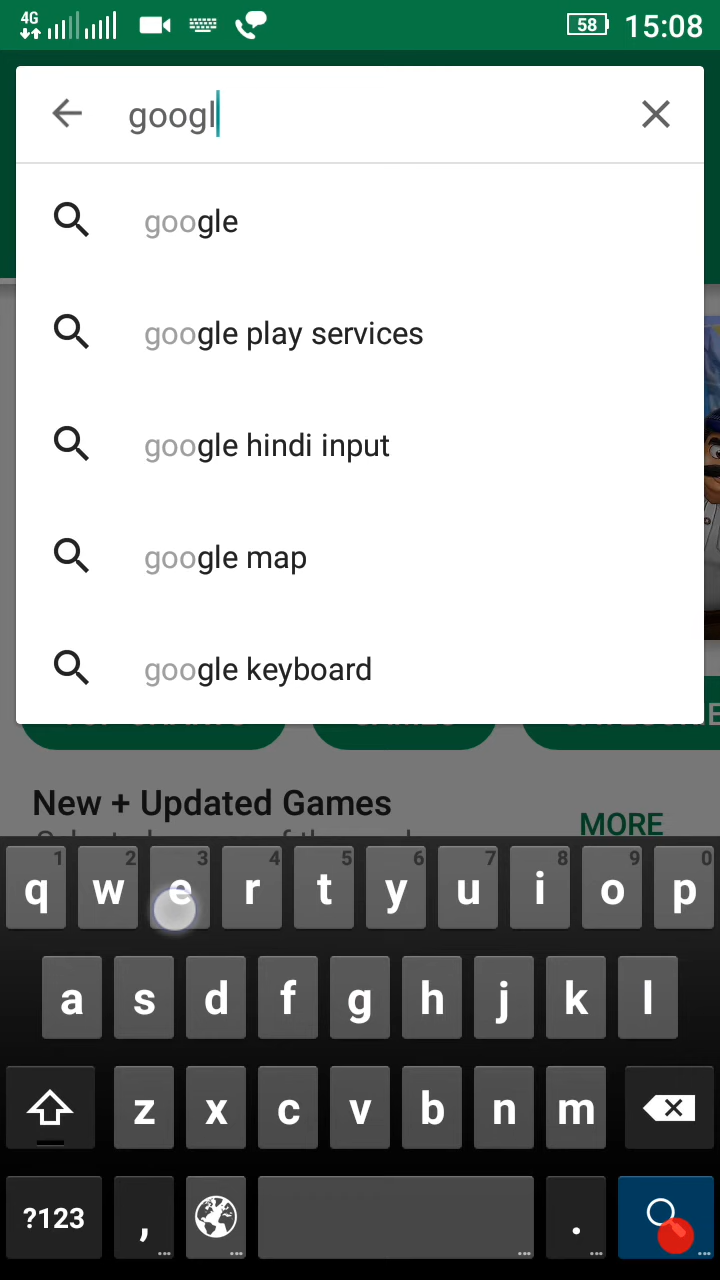 4G 58 15:08
googl
google
google play services
google hindi input
google map
google keyboard
New + Updated Games
MORE
1 2 3 4 5 6 7 8 9 0
q w e r t y u i o p
a s d f g h j k l
z x c v b n m
?123 , .